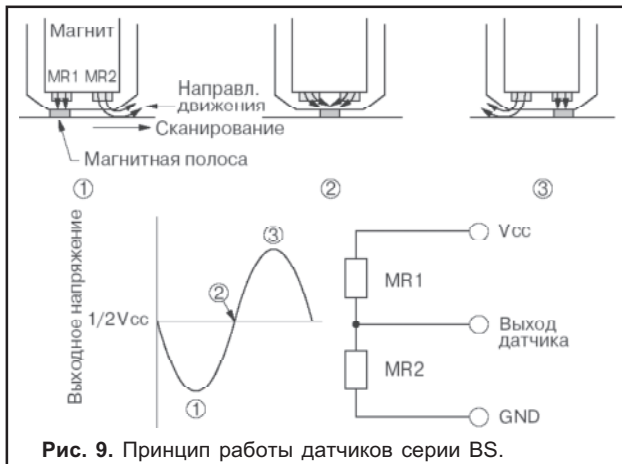 Магнит
MR1 MR2
Направл.
движения
Сканирование
Магнитная полоса
① ② ③
Выходное напряжение
1/2Vcc
①
②
③
Vcc
MR1
Выход
датчика
MR2
GND
Рис. 9. Принцип работы датчиков серии BS.